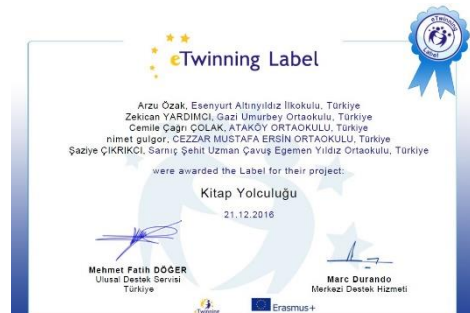 eTwinning Label
eTwinning
Label
Arzu Özak, Esenyurt Altınyıldız İlkokulu, Türkiye
Zekican YARDIMCI, Gazi Umurbey Ortaokulu, Türkiye
Cemile Çağrı ÇOLAK, ATAKÖY ORTAOKULU, Türkiye
nimet gulgor, CEZZAR MUSTAFA ERSİN ORTAOKULU, Türkiye
Şaziye ÇIKRIKCI, Sarnıç Şehit Uzman Çavuş Egemen Yıldız Ortaokulu, Türkiye
were awarded the Label for their project:
Kitap Yolculuğu
21.12.2016
Mehmet Fatih DÖĞER
Ulusal Destek Servisi
Türkiye
Marc Durando
Merkezi Destek Hizmeti
eTwinning
Erasmus+